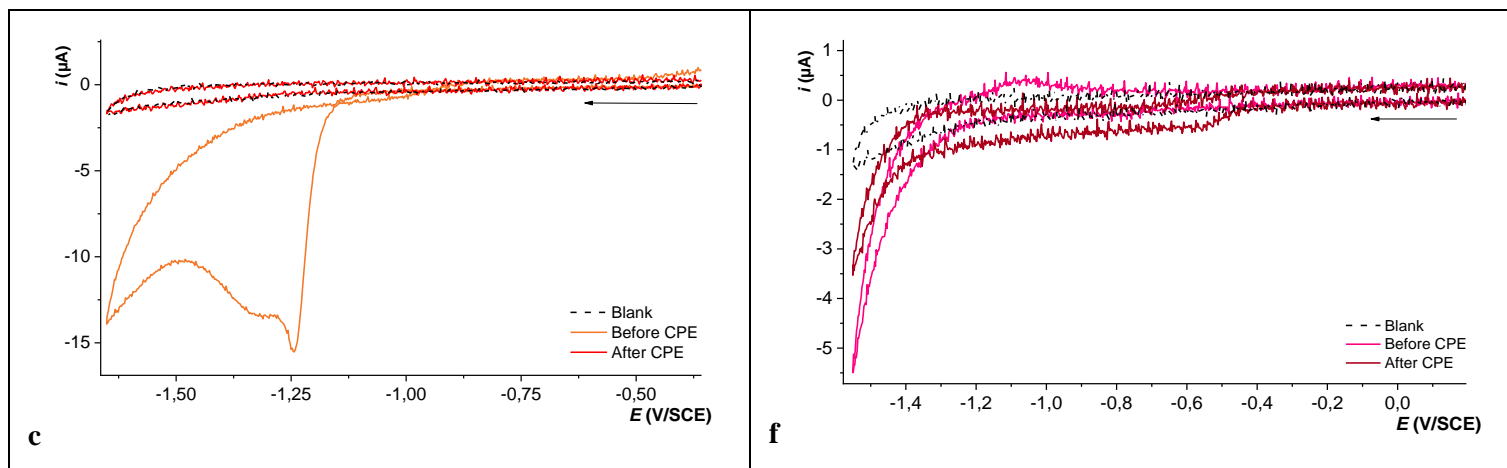 i (µA)
0
-5
-10
-15
Blank
Before CPE
After CPE
-1,50
-1,25
-1,00
-0,75
-0,50
E (V/SCE)
c
i (µA)
1
0
-1
-2
-3
-4
-5
Blank
Before CPE
After CPE
-1,4
-1,2
-1,0
-0,8
-0,6
-0,4
-0,2
0,0
E (V/SCE)
f